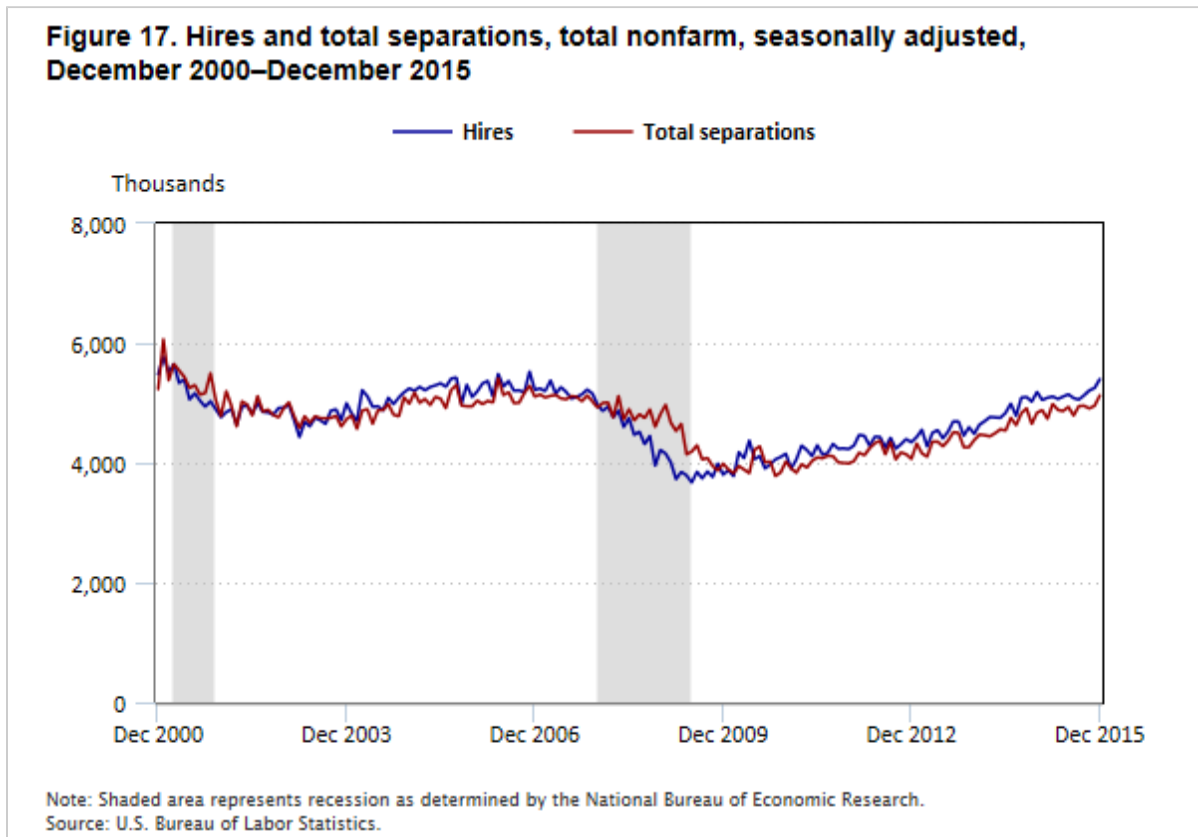 Figure 17. Hires and total separations, total nonfarm, seasonally adjusted,
December 2000–December 2015
Hires
Total separations
Thousands
8,000
6,000
4,000
2,000
0
Dec 2000
Dec 2003
Dec 2006
Dec 2009
Dec 2012
Dec 2015
Note: Shaded area represents recession as determined by the National Bureau of Economic Research.
Source: U.S. Bureau of Labor Statistics.